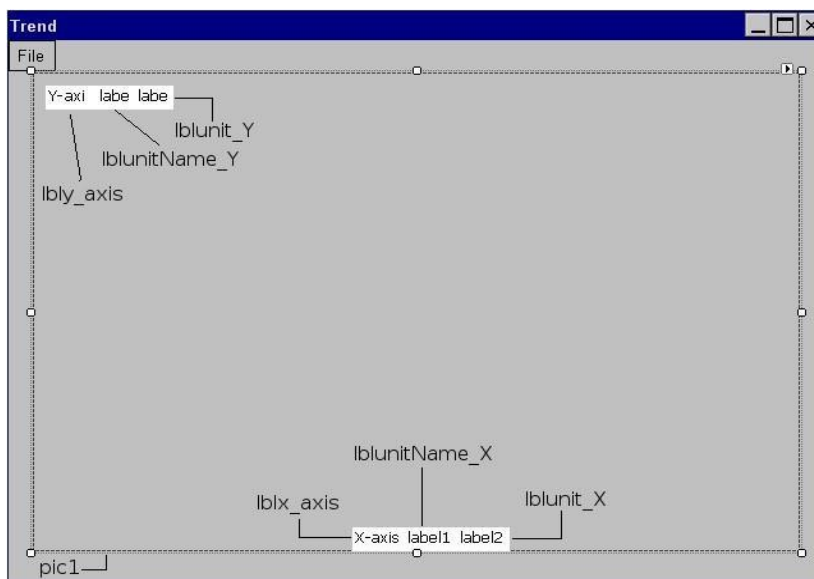 Trend
File
Y-axi labe labe
lblunit_Y
lblunitName_Y
lbly_axis
lblunitName_X
lblx_axis
lblunit_X
X-axis label1 label2
pic1